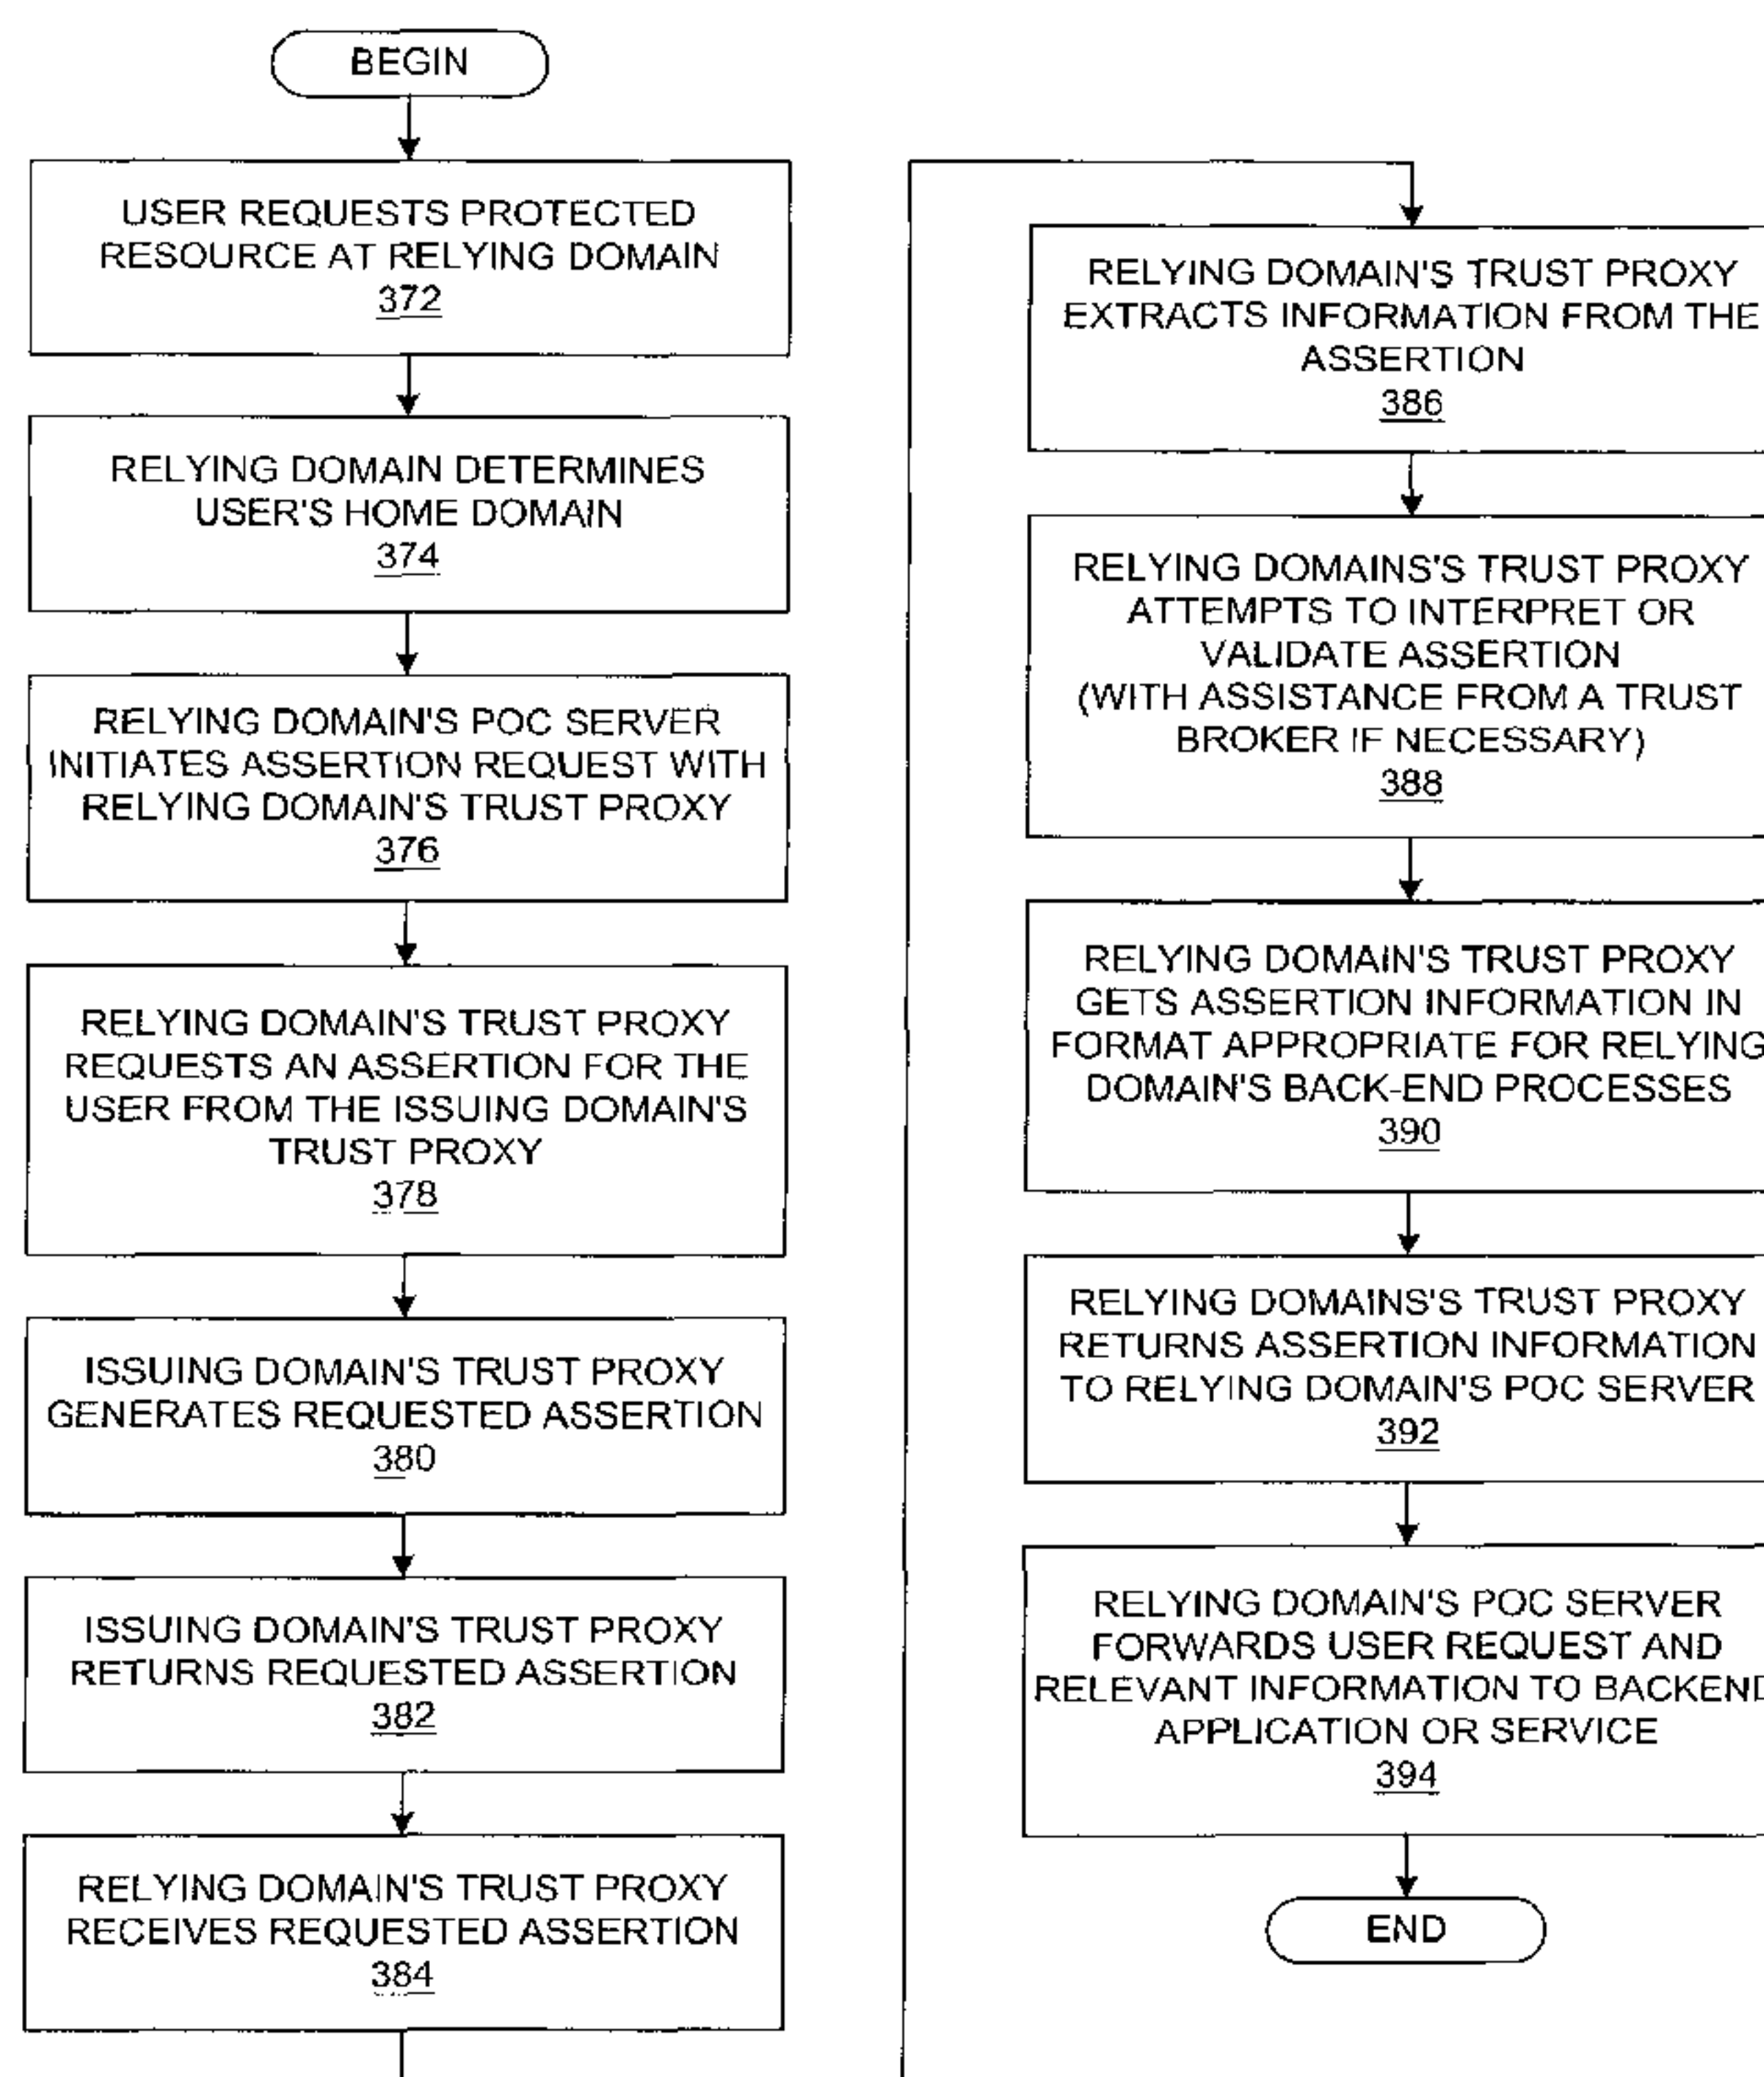 BEGIN
USER REQUESTS PROTECTED
RESOURCE AT RELYING DOMAIN
372
RELYING DOMAIN DETERMINES
USER'S HOME DOMAIN
374
RELYING DOMAIN'S POC SERVER
INITIATES ASSERTION REQUEST WITH
RELYING DOMAIN'S TRUST PROXY
376
RELYING DOMAIN'S TRUST PROXY
REQUESTS AN ASSERTION FOR THE
USER FROM THE ISSUING DOMAIN'S
TRUST PROXY
378
ISSUING DOMAIN'S TRUST PROXY
GENERATES REQUESTED ASSERTION
380
ISSUING DOMAIN'S TRUST PROXY
RETURNS REQUESTED ASSERTION
382
RELYING DOMAIN'S TRUST PROXY
RECEIVES REQUESTED ASSERTION
384
RELYING DOMAIN'S TRUST PROXY
EXTRACTS INFORMATION FROM THE
ASSERTION
386
RELYING DOMAINS'S TRUST PROXY
ATTEMPTS TO INTERPRET OR
VALIDATE ASSERTION
(WITH ASSISTANCE FROM A TRUST
BROKER IF NECESSARY)
388
RELYING DOMAIN'S TRUST PROXY
GETS ASSERTION INFORMATION IN
FORMAT APPROPRIATE FOR RELYING
DOMAIN'S BACK-END PROCESSES
390
RELYING DOMAINS'S TRUST PROXY
RETURNS ASSERTION INFORMATION
TO RELYING DOMAIN'S POC SERVER
392
RELYING DOMAIN'S POC SERVER
FORWARDS USER REQUEST AND
RELEVANT INFORMATION TO BACKEND
APPLICATION OR SERVICE
394
END